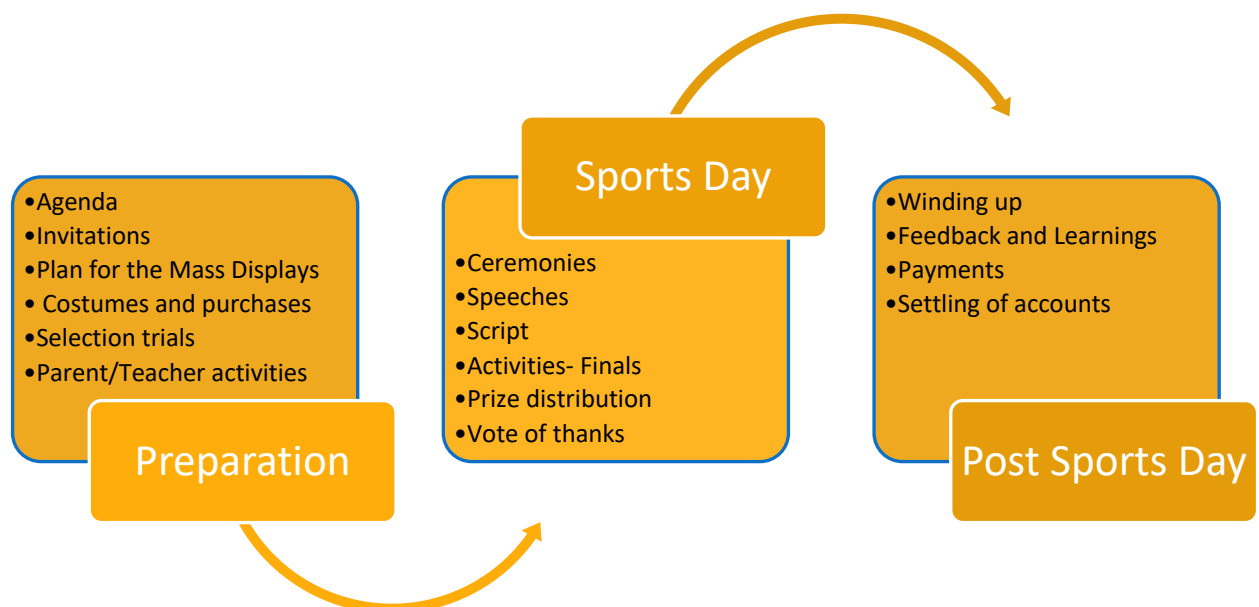 •Agenda
•Invitations
•Plan for the Mass Displays
• Costumes and purchases
•Selection trials
•Parent/Teacher activities
Preparation
Sports Day
•Ceremonies
•Speeches
•Script
•Activities- Finals
•Prize distribution
•Vote of thanks
•Winding up
•Feedback and Learnings
•Payments
•Settling of accounts
Post Sports Day